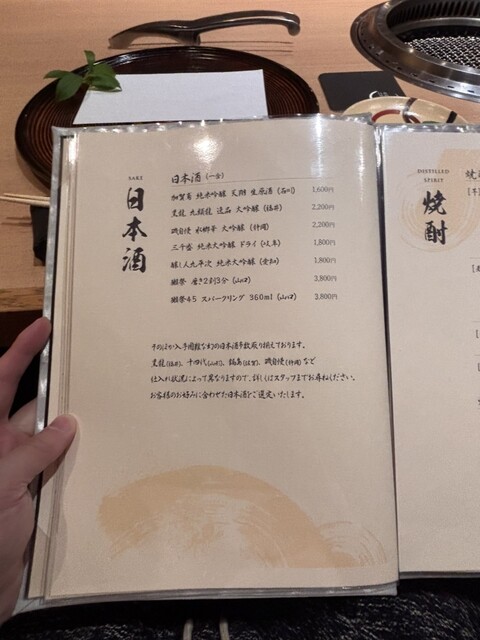 SAKE
日本酒
日本酒 (一合)
加賀鳶 純米吟醸 生原酒 (石川) 1,600円
黒龍 九頭龍 逸品 大吟醸 (福井) 2,200円
磯自慢 水響華 大吟醸 (静岡) 2,200円
三千盛 純米大吟醸 ドライ (岐阜) 1,800円
醸し人九平次 純米大吟醸 (愛知) 1,800円
獺祭 磨き2割3分 (山口) 3,800円
獺祭45 スパークリング 360ml (山口) 3,800円
そのほか入手困難な幻の日本酒多数取り揃えております。
黒龍(福井)、十四代(山形)、鍋島(佐賀)、磯自慢(静岡)など
仕入れ状況によって異なりますので、詳しくはスタッフまでお尋ねください。
お客様のお好みに合わせた日本酒をご選定いたします。
DISTILLED
SPIRIT
焼酎